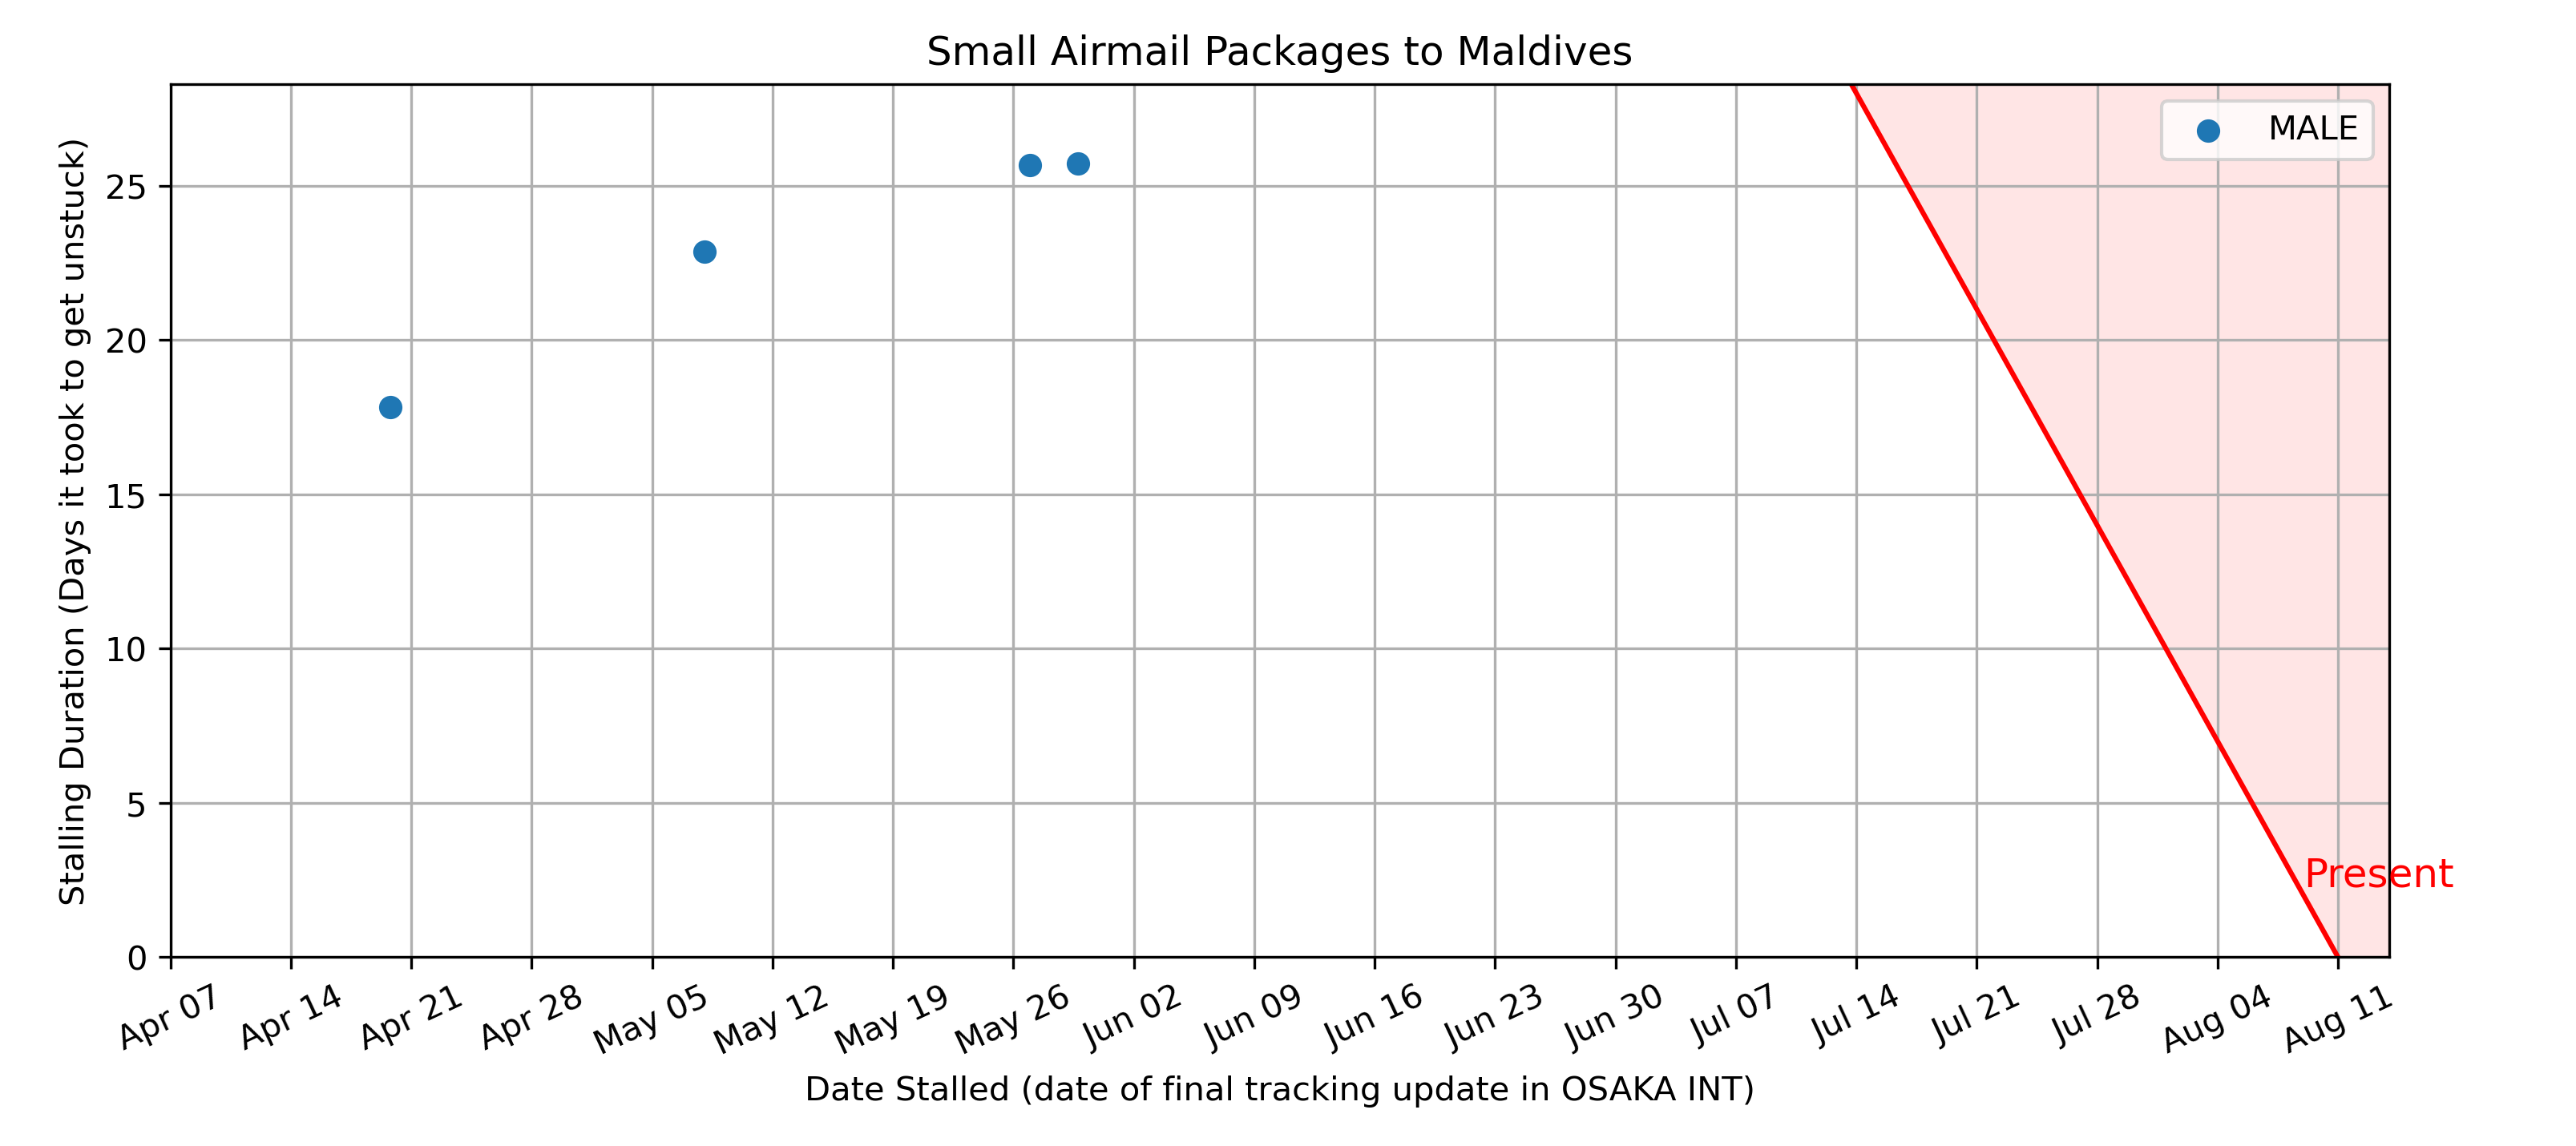 Small Airmail Packages to Maldives
MALE
Stalling Duration (Days it took to get unstuck)
25
20
15
10
5
0
Present
Apr 07
Apr 14
Apr 21
Apr 28
May 05
May 12
May 19
May 26
Jun 02
Jun 09
Jun 16
Jun 23
Jun 30
Jul 07
Jul 14
Jul 21
Jul 28
Aug 04
Aug 11
Date Stalled (date of final tracking update in OSAKA INT)